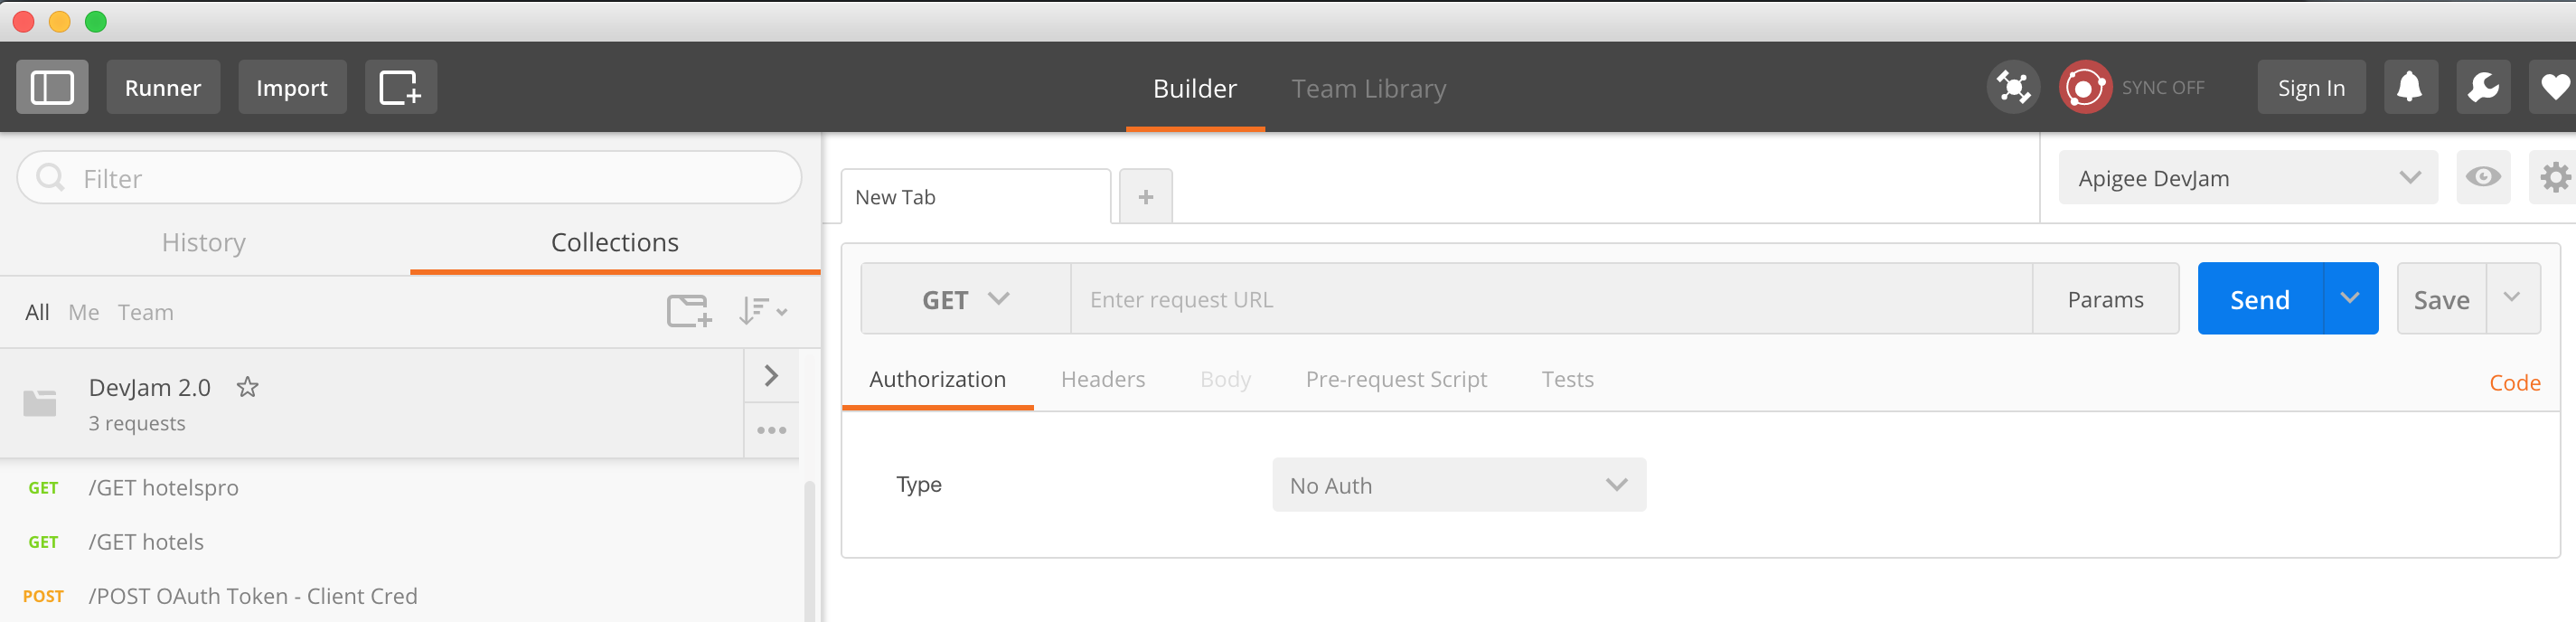 Runner Import Builder Team Library SYNC OFF Sign In
Filter
New Tab
Apigee DevJam
History Collections
All Me Team
GET Enter request URL Params Send Save
DevJam 2.0
3 requests
Authorization Headers Body Pre-request Script Tests Code
Type No Auth
GET /GET hotelspro
GET /GET hotels
POST /POST OAuth Token - Client Cred